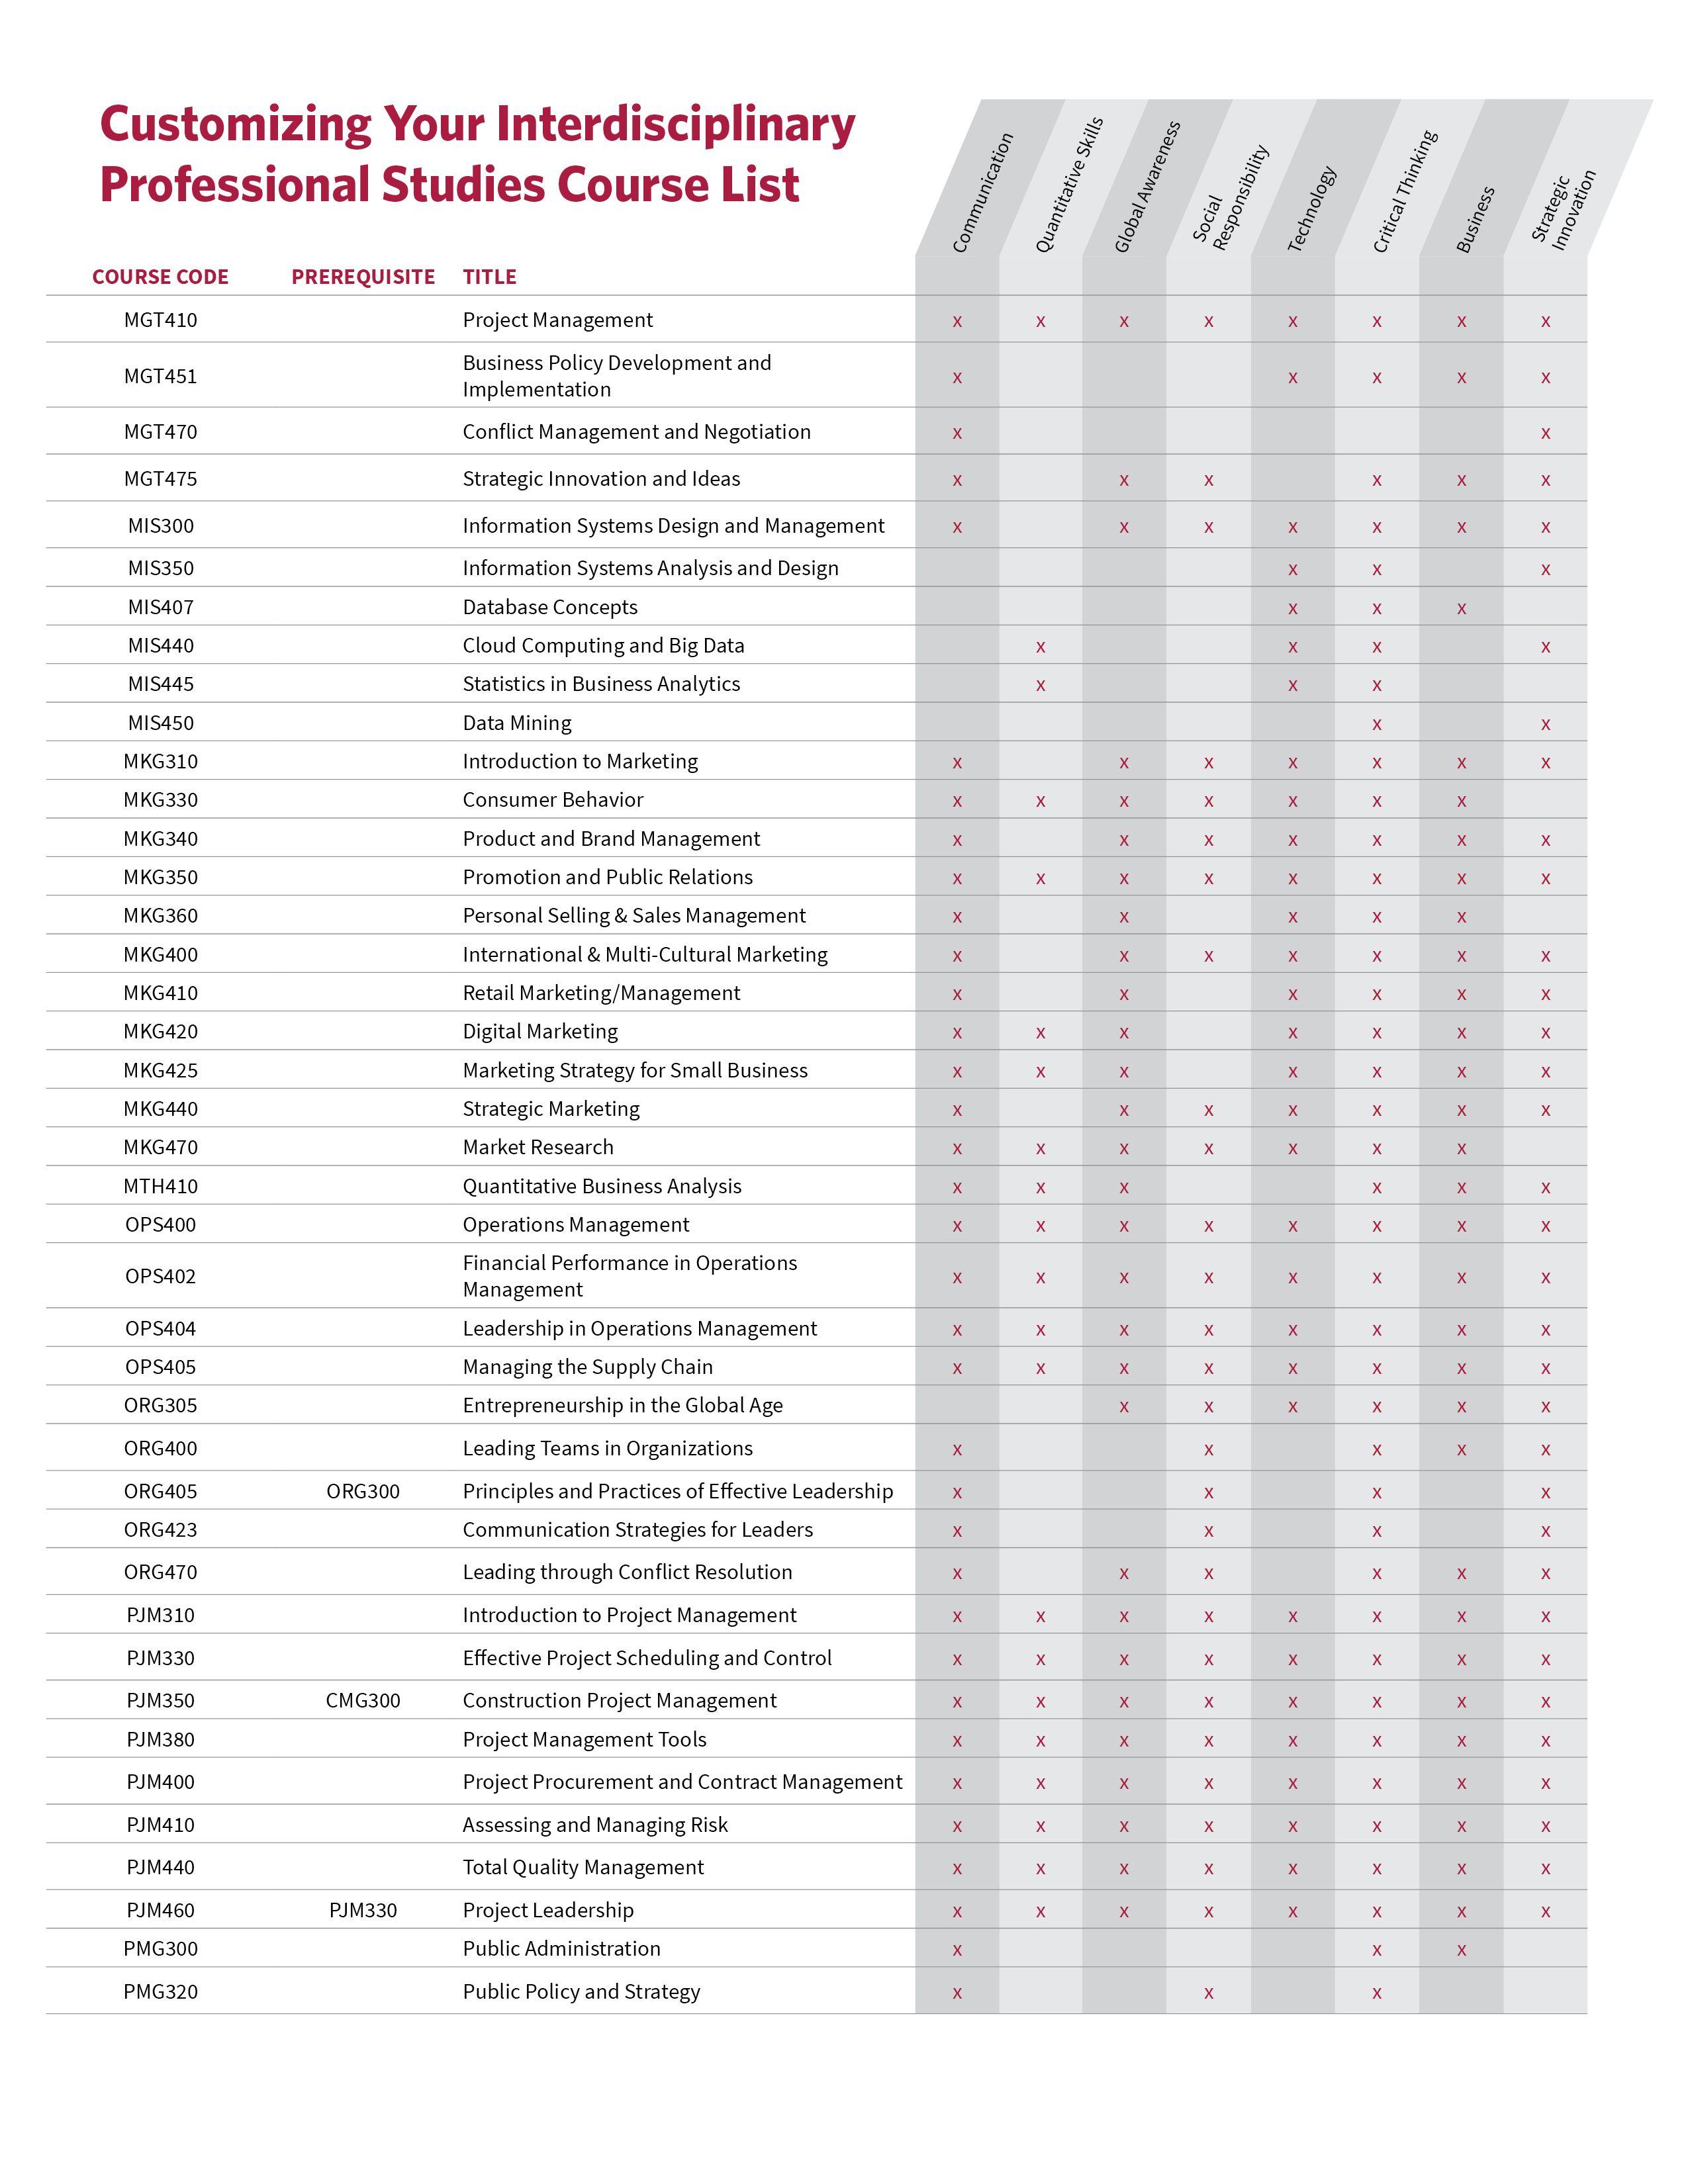 Customizing Your Interdisciplinary
Professional Studies Course List
Communication
Quantitative Skills
Global Awareness
Social
Responsibility
Technology
Critical Thinking
Business
Strategic
Innovation
COURSE CODE PREREQUISITE TITLE
MGT410 Project Management x x x x x x x x
Business Policy Development and
MGT451 x x x x x
Implementation
MGT470 Conflict Management and Negotiation x x
MGT475 Strategic Innovation and Ideas x x x x x x
MIS300 Information Systems Design and Management x x x x x x x
MIS350 Information Systems Analysis and Design x x x
MIS407 Database Concepts x x x
MIS440 Cloud Computing and Big Data x x x x
MIS445 Statistics in Business Analytics x x x
MIS450 Data Mining x x
MKG310 Introduction to Marketing x x x x x x x
MKG330 Consumer Behavior x x x x x x x
MKG340 Product and Brand Management x x x x x x x
MKG350 Promotion and Public Relations x x x x x x x x
MKG360 Personal Selling & Sales Management x x x x x
MKG400 International & Multi-Cultural Marketing x x x x x x x
MKG410 Retail Marketing/Management x x x x x x
MKG420 Digital Marketing x x x x x x x
MKG425 Marketing Strategy for Small Business x x x x x x x
MKG440 Strategic Marketing x x x x x x x
MKG470 Market Research x x x x x x x
MTH410 Quantitative Business Analysis x x x x x x
OPS400 Operations Management x x x x x x x x
Financial Performance in Operations
OPS402 x x x x x x x x
Management
OPS404 Leadership in Operations Management x x x x x x x x
OPS405 Managing the Supply Chain x x x x x x x x
ORG305 Entrepreneurship in the Global Age x x x x x x
ORG400 Leading Teams in Organizations x x x x x
ORG405 ORG300 Principles and Practices of Effective Leadership x x x x
ORG423 Communication Strategies for Leaders x x x x
ORG470 Leading through Conflict Resolution x x x x x x
PJM310 Introduction to Project Management x x x x x x x x
PJM330 Effective Project Scheduling and Control x x x x x x x x
PJM350 CMG300 Construction Project Management x x x x x x x x
PJM380 Project Management Tools x x x x x x x x
PJM400 Project Procurement and Contract Management x x x x x x x x
PJM410 Assessing and Managing Risk x x x x x x x x
PJM440 Total Quality Management x x x x x x x x
PJM460 PJM330 Project Leadership x x x x x x x x
PMG300 Public Administration x x x
PMG320 Public Policy and Strategy x x x